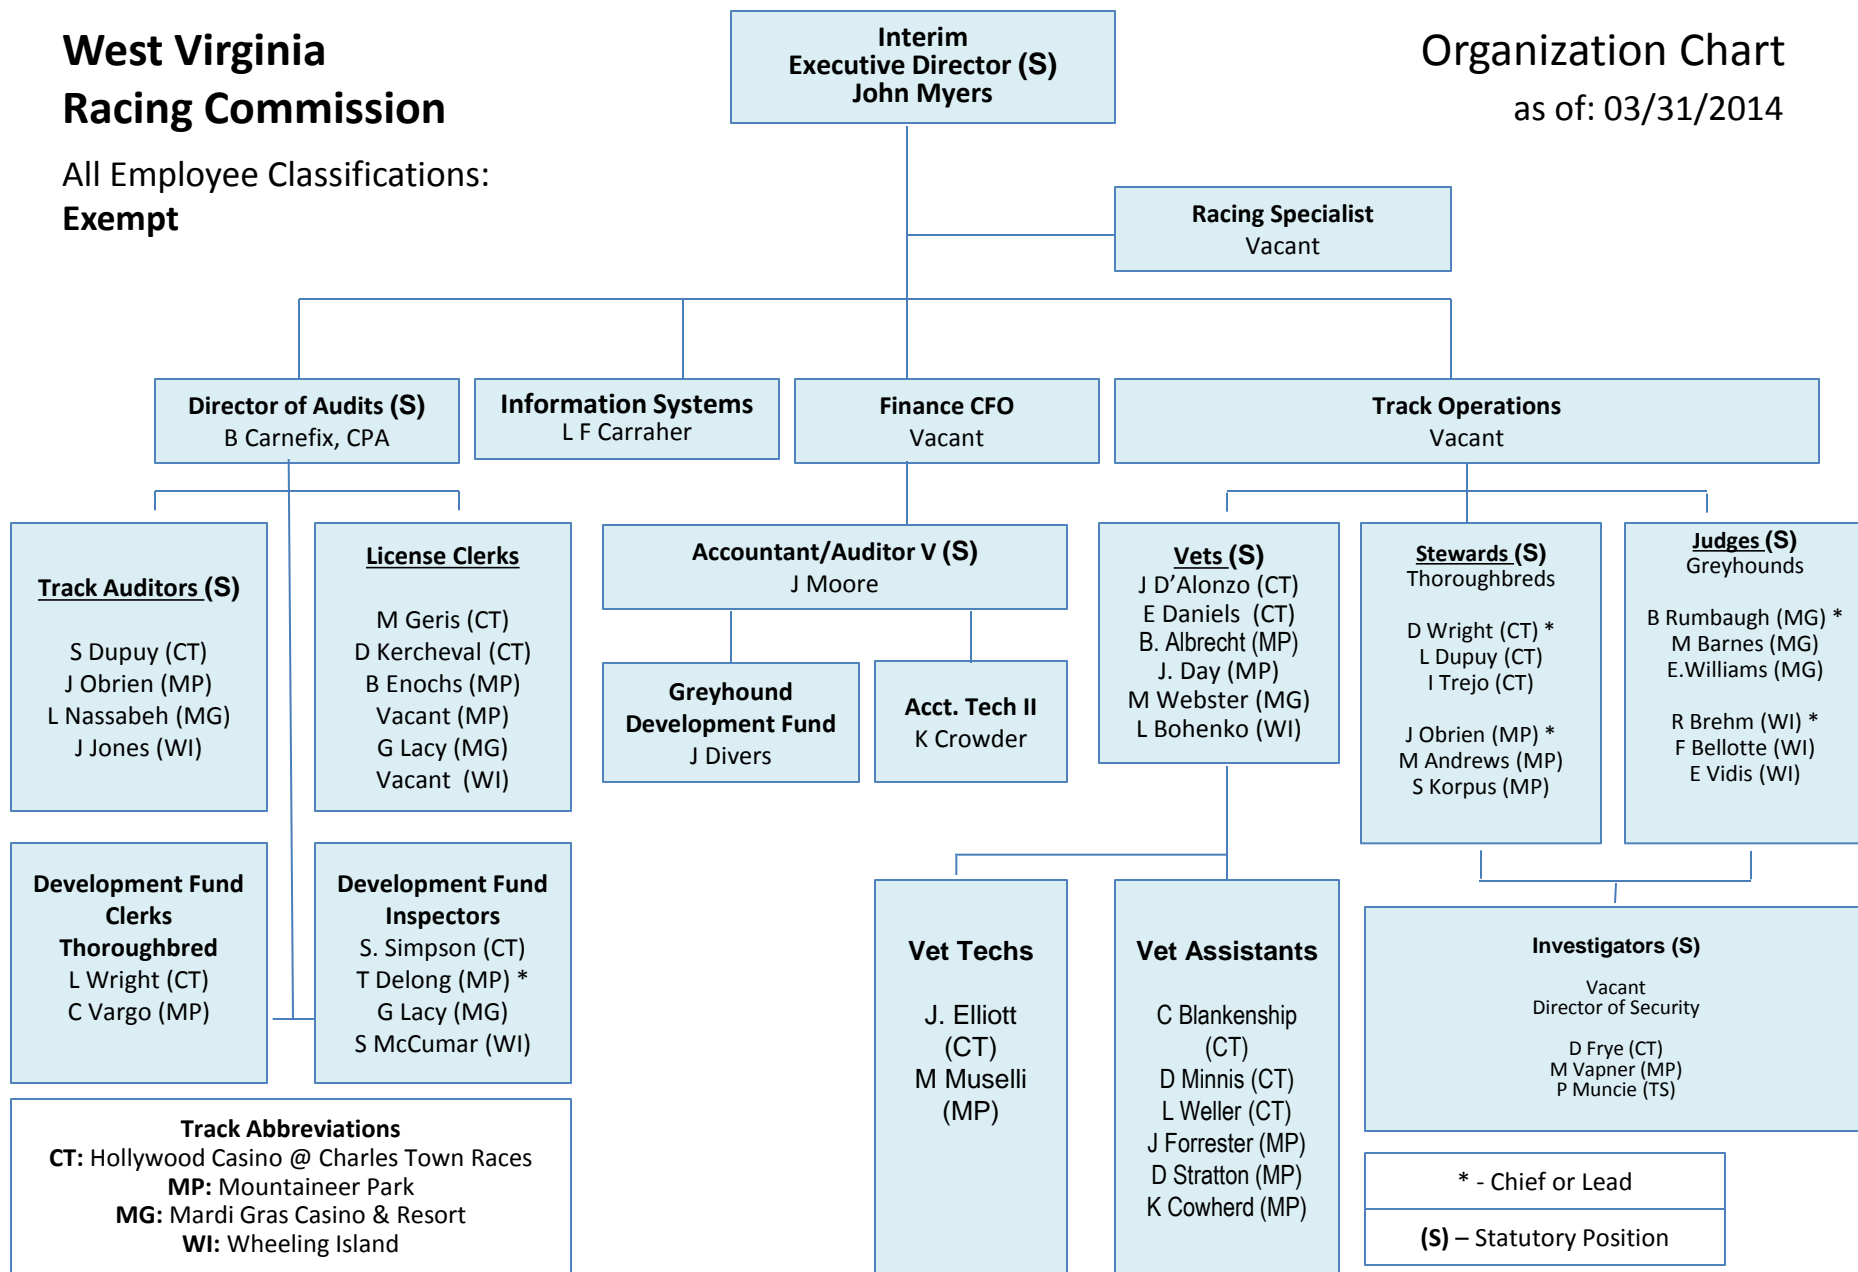 West Virginia
Racing Commission
All Employee Classifications:
Exempt
Interim
Executive Director (S)
John Myers
Organization Chart
as of: 03/31/2014
Racing Specialist
Vacant
Director of Audits (S)
B Carnefix, CPA
Information Systems
L F Carraher
Finance CFO
Vacant
Track Operations
Vacant
Track Auditors (S)
S Dupuy (CT)
J Obrien (MP)
L Nassabeh (MG)
J Jones (WI)
License Clerks
M Geris (CT)
D Kercheval (CT)
B Enochs (MP)
Vacant (MP)
G Lacy (MG)
Vacant (WI)
Accountant/Auditor V (S)
J Moore
Greyhound
Development Fund
J Divers
Acct. Tech II
K Crowder
Vets (S)
J D’Alonzo (CT)
E Daniels (CT)
B. Albrecht (MP)
J. Day (MP)
M Webster (MG)
L Bohenko (WI)
Stewards (S)
Thoroughbreds
D Wright (CT) *
L Dupuy (CT)
I Trejo (CT)
J Obrien (MP) *
M Andrews (MP)
S Korpus (MP)
Judges (S)
Greyhounds
B Rumbaugh (MG) *
M Barnes (MG)
E.Williams (MG)
R Brehm (WI) *
F Bellotte (WI)
E Vidis (WI)
Development Fund
Clerks
Thoroughbred
L Wright (CT)
C Vargo (MP)
Development Fund
Inspectors
S. Simpson (CT)
T Delong (MP) *
G Lacy (MG)
S McCumar (WI)
Vet Techs
J. Elliott
(CT)
M Muselli
(MP)
Vet Assistants
C Blankenship
(CT)
D Minnis (CT)
L Weller (CT)
J Forrester (MP)
D Stratton (MP)
K Cowherd (MP)
Investigators (S)
Vacant
Director of Security
D Frye (CT)
M Vapner (MP)
P Muncie (TS)
Track Abbreviations
CT: Hollywood Casino @ Charles Town Races
MP: Mountaineer Park
MG: Mardi Gras Casino & Resort
WI: Wheeling Island
* - Chief or Lead
(S) – Statutory Position